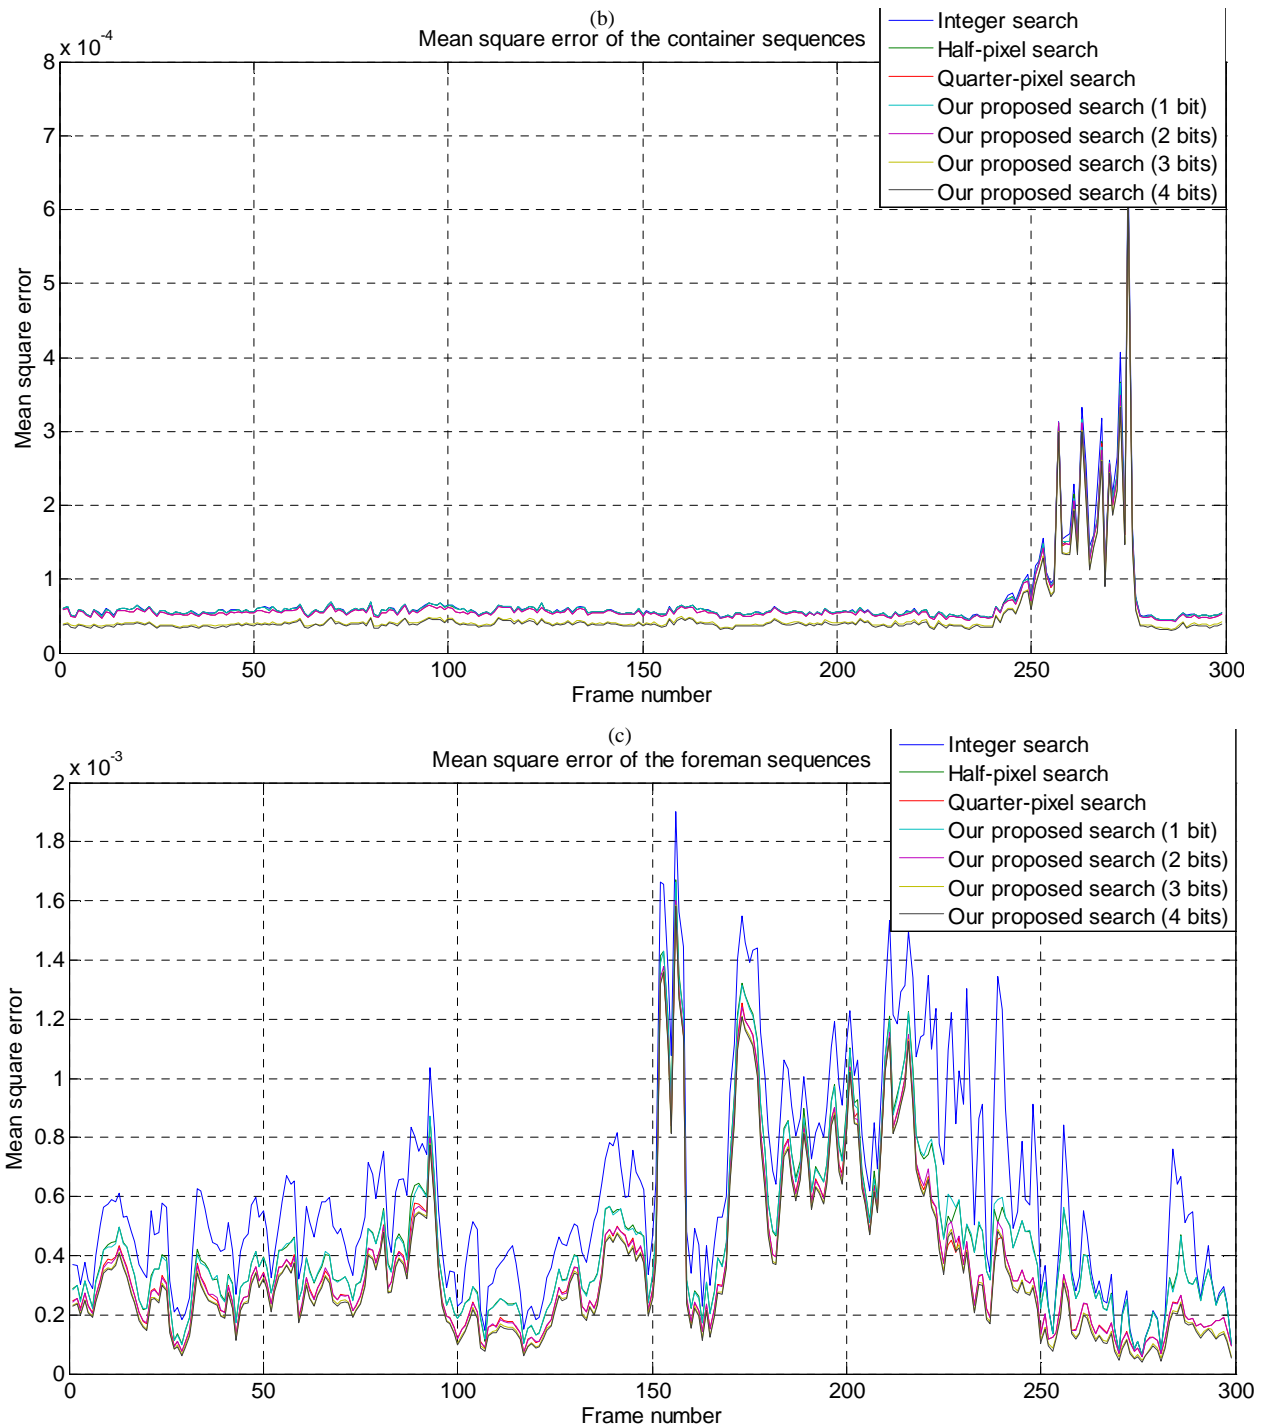 (b)
Mean square error of the container sequences
x 10-4
Integer search
Half-pixel search
Quarter-pixel search
Our proposed search (1 bit)
Our proposed search (2 bits)
Our proposed search (3 bits)
Our proposed search (4 bits)
8
7
6
5
4
3
2
1
0
Mean square error
0 50 100 150 200 250 300
Frame number
(c)
Mean square error of the foreman sequences
x 10-3
Integer search
Half-pixel search
Quarter-pixel search
Our proposed search (1 bit)
Our proposed search (2 bits)
Our proposed search (3 bits)
Our proposed search (4 bits)
2
1.8
1.6
1.4
1.2
1
0.8
0.6
0.4
0.2
0
Mean square error
0 50 100 150 200 250 300
Frame number